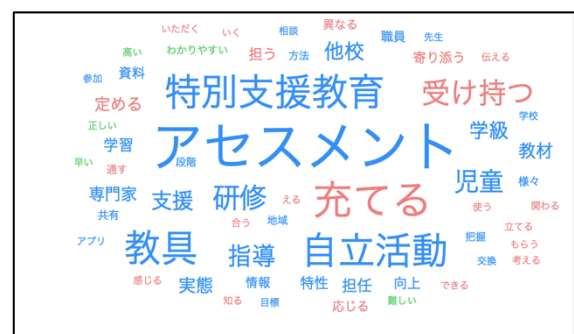 いただく いく 相談 異なる
職員 先生
高い わかりやすい 担う 方法 他校 寄り添う 伝える
参加 資料 特別支援教育 受け持つ
定める
正しい アセスメント 学級 学校
学習 教材
早い 通す 段階 児童 様々
専門家 支援 研修 える 充てる 使う 関わる
共有 合う 地域 立てる
アプリ 教具 指導 自立活動 把握 もらう
交換 考える
感じる 実態 情報 特性 担任 向上 できる
知る 目標 応じる 難しい